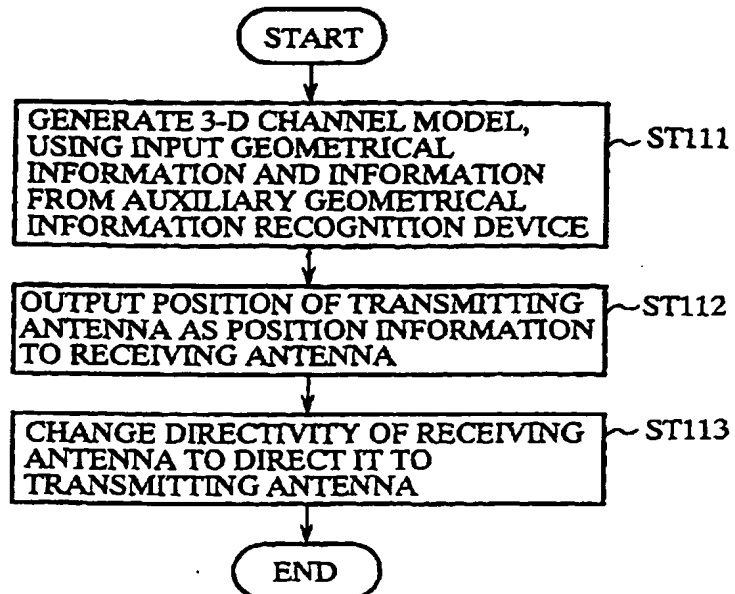 START
GENERATE 3-D CHANNEL MODEL,
USING INPUT GEOMETRICAL
INFORMATION AND INFORMATION
FROM AUXILIARY GEOMETRICAL
INFORMATION RECOGNITION DEVICE
ST111
OUTPUT POSITION OF TRANSMITTING
ANTENNA AS POSITION INFORMATION
TO RECEIVING ANTENNA
ST112
CHANGE DIRECTIVITY OF RECEIVING
ANTENNA TO DIRECT IT TO
TRANSMITTING ANTENNA
ST113
END